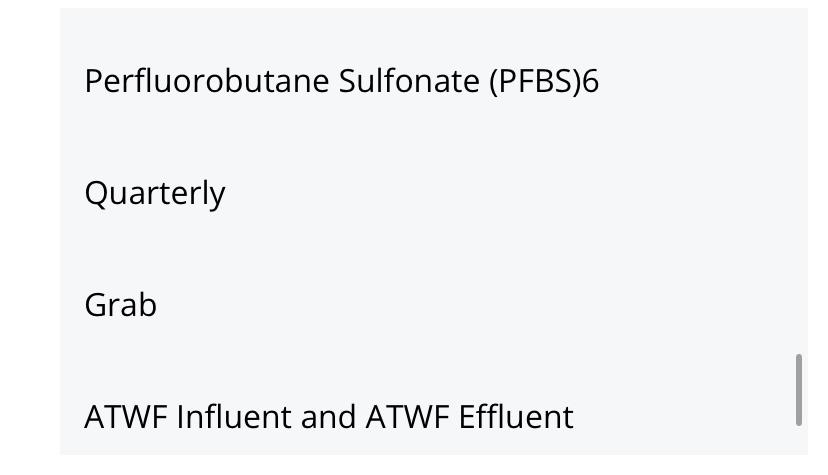 Perfluorobutane Sulfonate (PFBS)6
Quarterly
Grab
ATWF Influent and ATWF Effluent